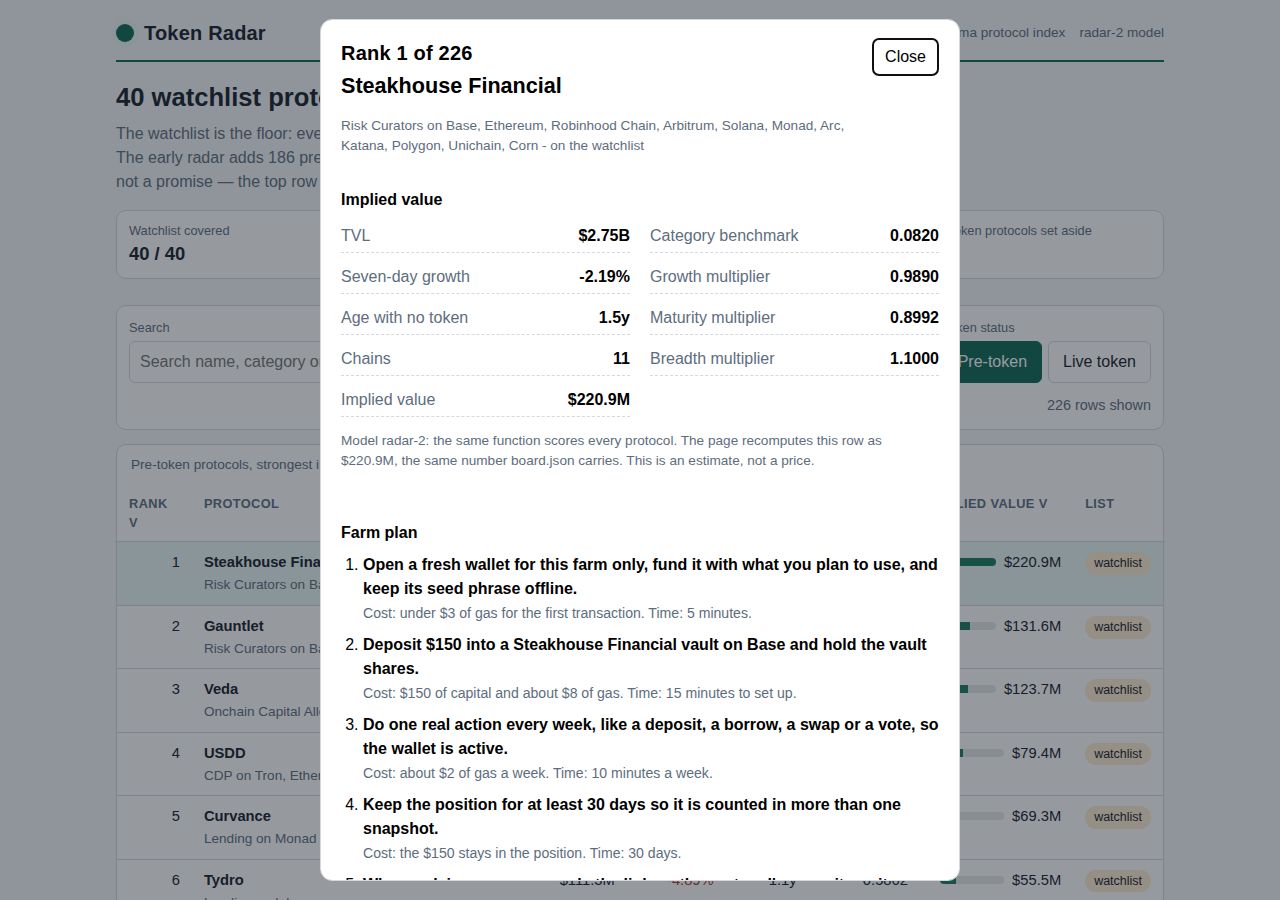 Token Radar
ma protocol index radar-2 model
40 watchlist
The watchlist is the floor:
The early radar adds 186
not a promise — the top row
Watchlist covered
40 / 40
protocols set aside
Search
Search name, category
status
Pre-token
Live token
226 rows shown
Pre-token protocols, strongest
RANK V
PROTOCOL
VALUE V
LIST
1 Steakhouse $220.9M watchlist
Risk Curators on
2 Gauntlet $131.6M watchlist
Risk Curators on
3 Veda $123.7M watchlist
Onchain Capital
4 USDD $79.4M watchlist
CDP on Tron,
5 Curvance $69.3M watchlist
Lending on Monad
6 Tydro $55.5M watchlist
Rank 1 of 226
Steakhouse Financial
Close
Risk Curators on Base, Ethereum, Robinhood Chain, Arbitrum, Solana, Monad, Arc,
Katana, Polygon, Unichain, Corn - on the watchlist
Implied value
TVL $2.75B
Category benchmark 0.0820
Seven-day growth -2.19%
Growth multiplier 0.9890
Age with no token 1.5y
Maturity multiplier 0.8992
Chains 11
Breadth multiplier 1.1000
Implied value $220.9M
Model radar-2: the same function scores every protocol. The page recomputes this row as
$220.9M, the same number board.json carries. This is an estimate, not a price.
Farm plan
1. Open a fresh wallet for this farm only, fund it with what you plan to use, and
keep its seed phrase offline.
Cost: under $3 of gas for the first transaction. Time: 5 minutes.
2. Deposit $150 into a Steakhouse Financial vault on Base and hold the vault
shares.
Cost: $150 of capital and about $8 of gas. Time: 15 minutes to set up.
3. Do one real action every week, like a deposit, a borrow, a swap or a vote, so
the wallet is active.
Cost: about $2 of gas a week. Time: 10 minutes a week.
4. Keep the position for at least 30 days so it is counted in more than one
snapshot.
Cost: the $150 stays in the position. Time: 30 days.